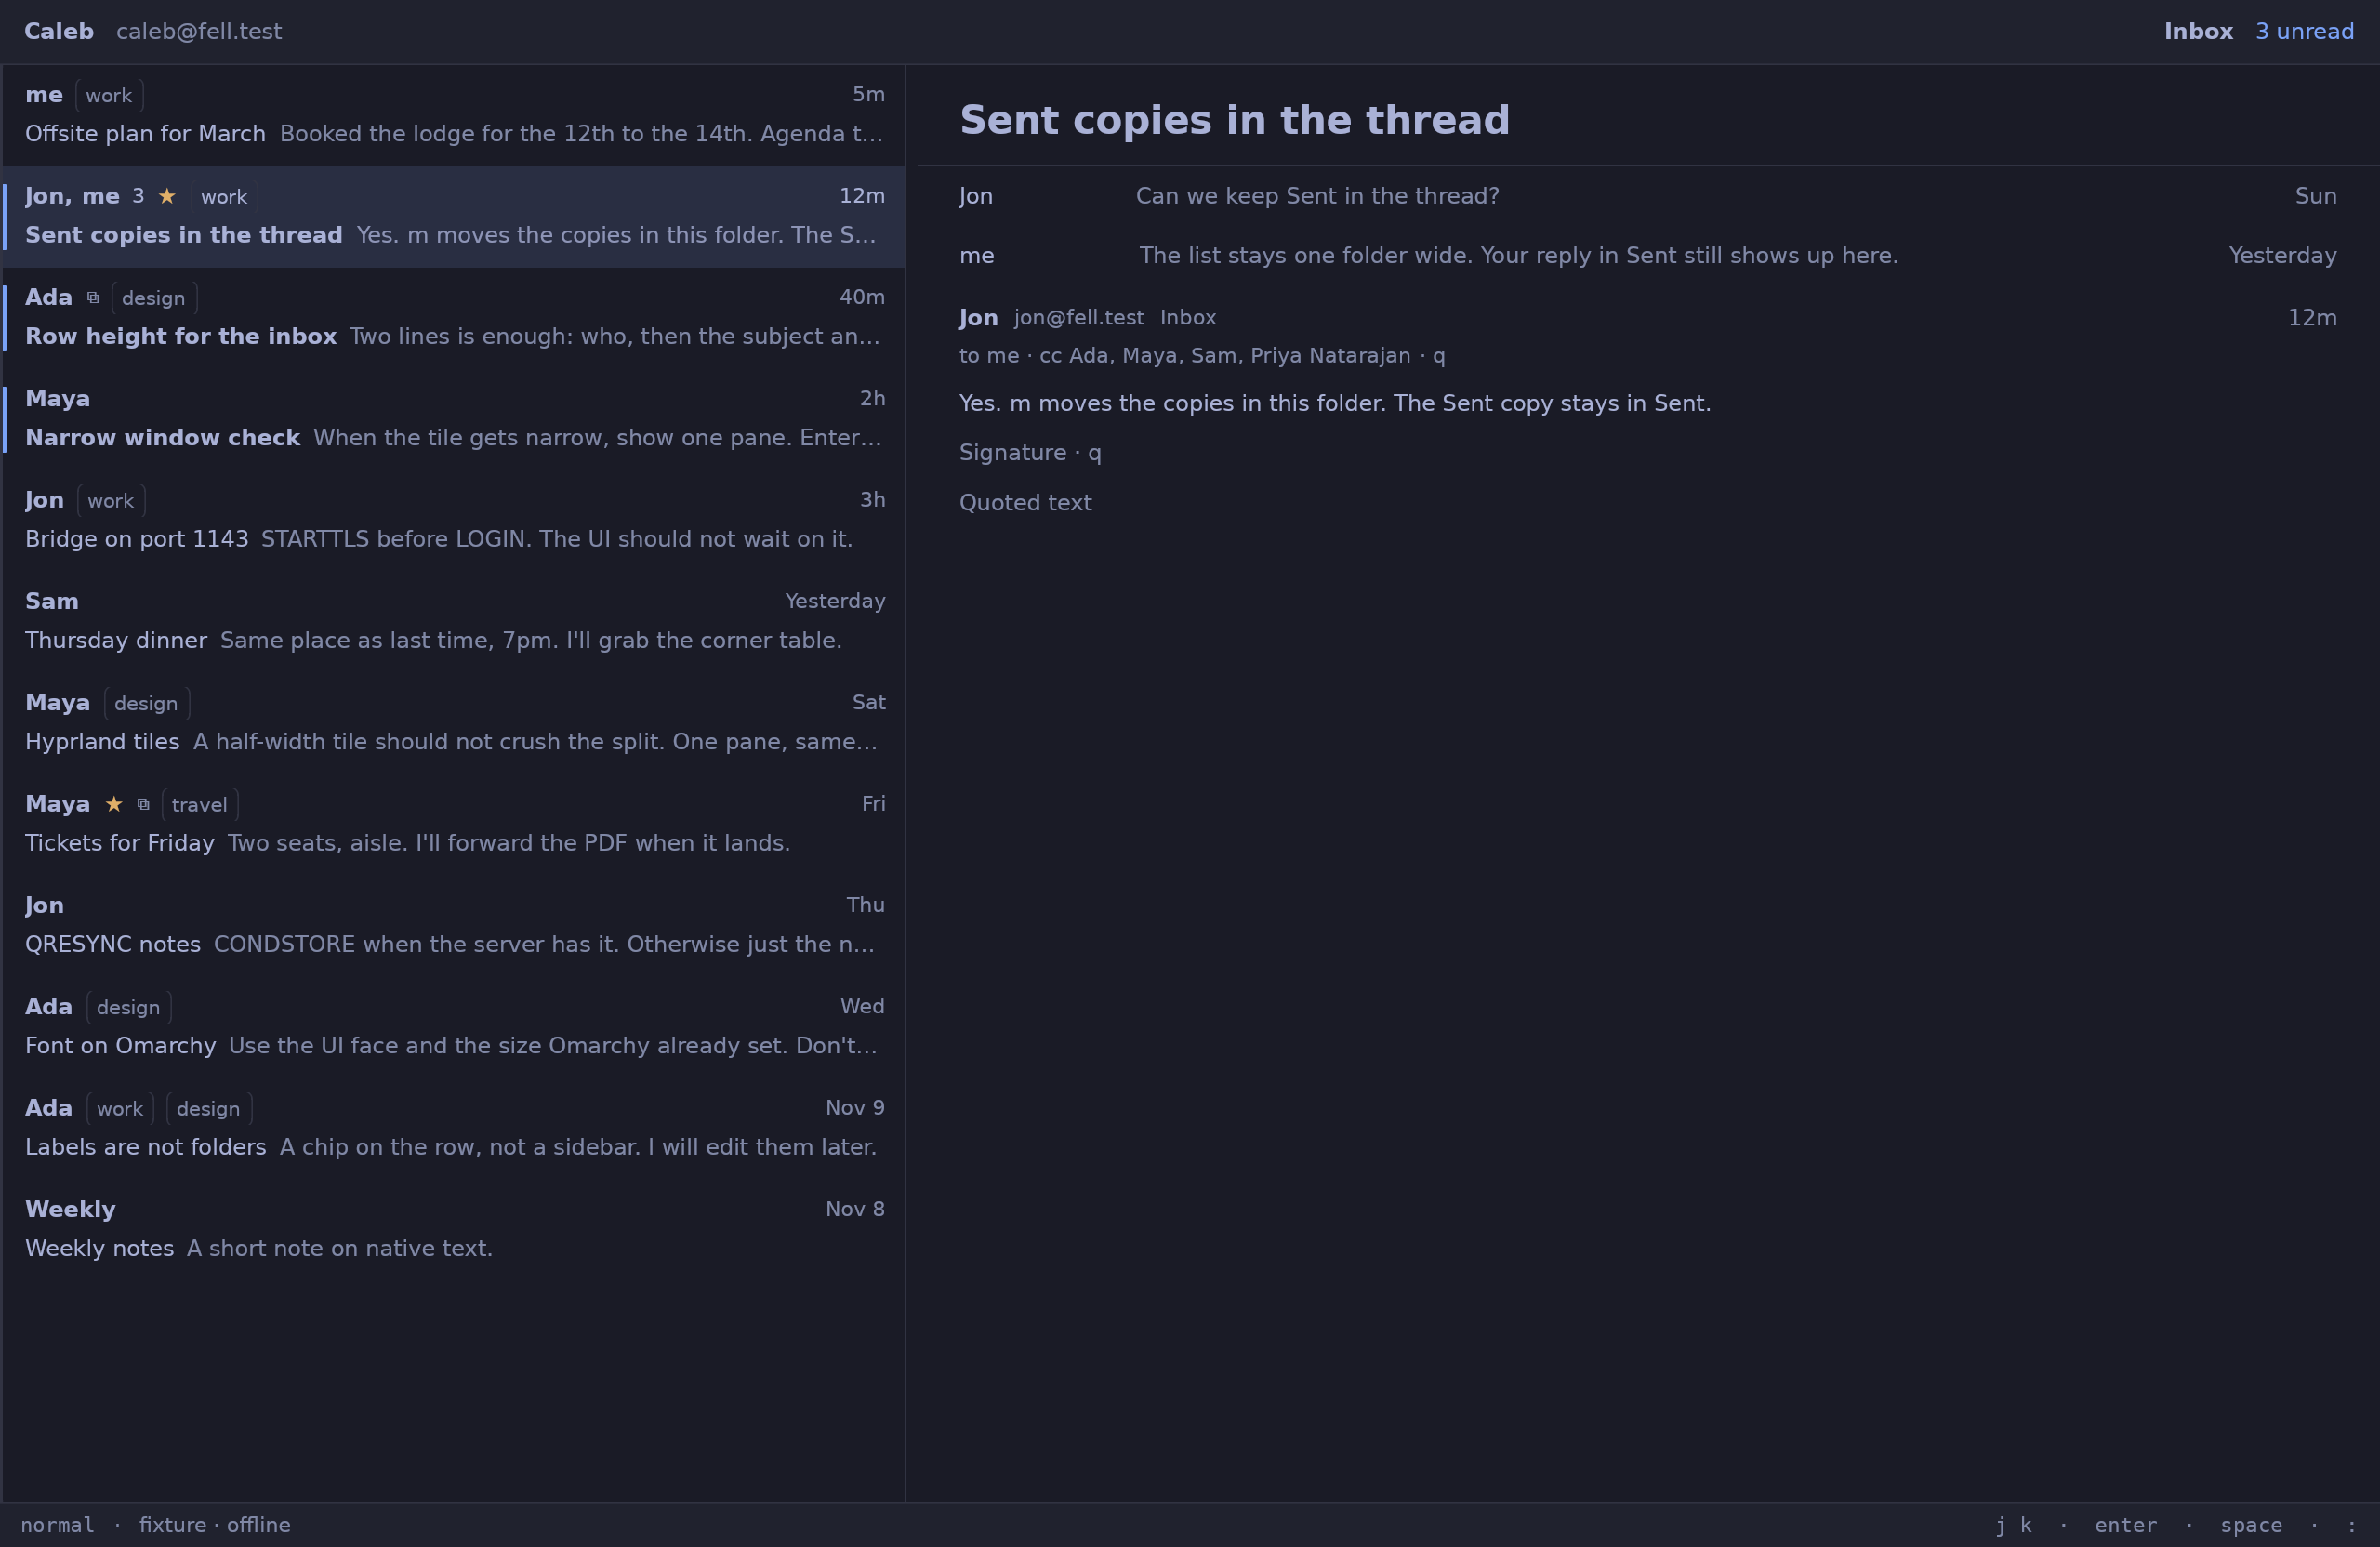 Caleb caleb@fell.test Inbox 3 unread
me work 5m
Offsite plan for March Booked the lodge for the 12th to the 14th. Agenda t…
Jon, me 3 ★ work 12m
Sent copies in the thread Yes. m moves the copies in this folder. The S…
Ada ⧉ design 40m
Row height for the inbox Two lines is enough: who, then the subject an…
Maya 2h
Narrow window check When the tile gets narrow, show one pane. Enter…
Jon work 3h
Bridge on port 1143 STARTTLS before LOGIN. The UI should not wait on it.
Sam Yesterday
Thursday dinner Same place as last time, 7pm. I'll grab the corner table.
Maya design Sat
Hyprland tiles A half-width tile should not crush the split. One pane, same…
Maya ★ ⧉ travel Fri
Tickets for Friday Two seats, aisle. I'll forward the PDF when it lands.
Jon Thu
QRESYNC notes CONDSTORE when the server has it. Otherwise just the n…
Ada design Wed
Font on Omarchy Use the UI face and the size Omarchy already set. Don't…
Ada work design Nov 9
Labels are not folders A chip on the row, not a sidebar. I will edit them later.
Weekly Nov 8
Weekly notes A short note on native text.
Sent copies in the thread
Jon Can we keep Sent in the thread? Sun
me The list stays one folder wide. Your reply in Sent still shows up here. Yesterday
Jon jon@fell.test Inbox 12m
to me · cc Ada, Maya, Sam, Priya Natarajan · q
Yes. m moves the copies in this folder. The Sent copy stays in Sent.
Signature · q
Quoted text
normal · fixture · offline j k · enter · space · :